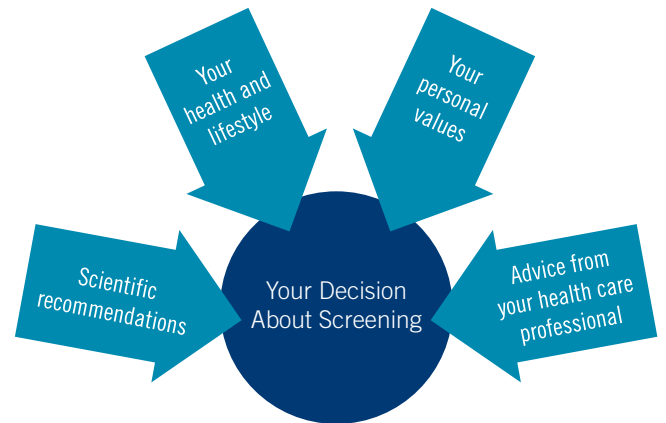 Your
health and
lifestyle
Your
personal
values
Scientific
recommendations
Your Decision
About Screening
Advice from
your health care
professional